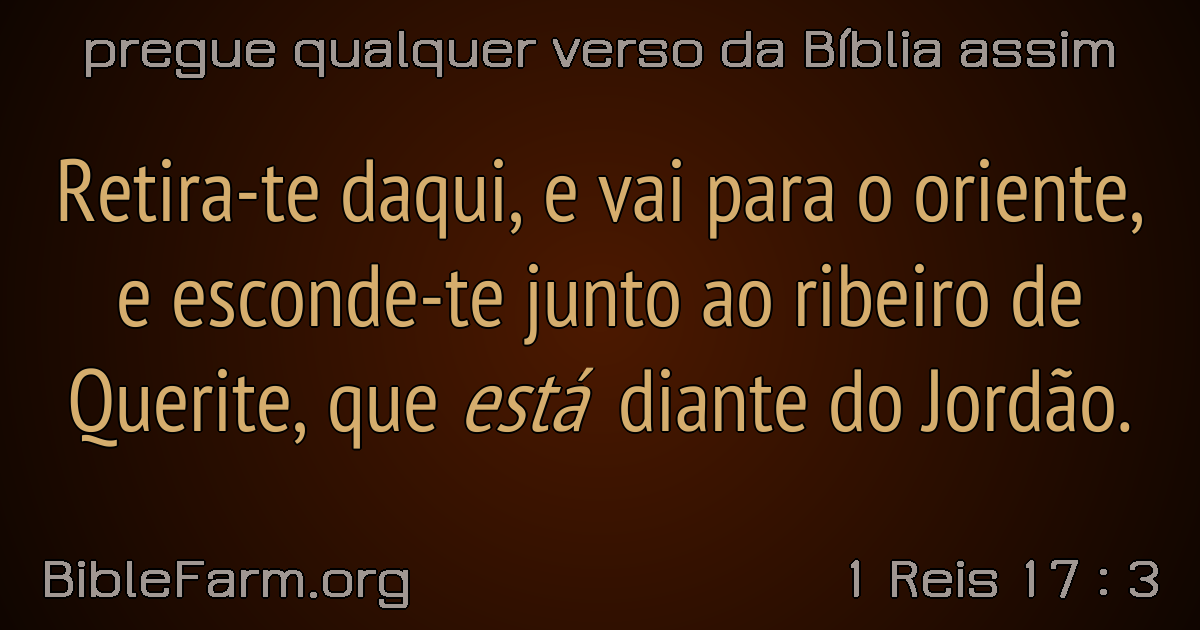 pregue qualquer verso da Bíblia assim
Retira-te daqui, e vai para o oriente,
e esconde-te junto ao ribeiro de
Querite, que está diante do Jordão.
BibleFarm.org
1 Reis 17 : 3